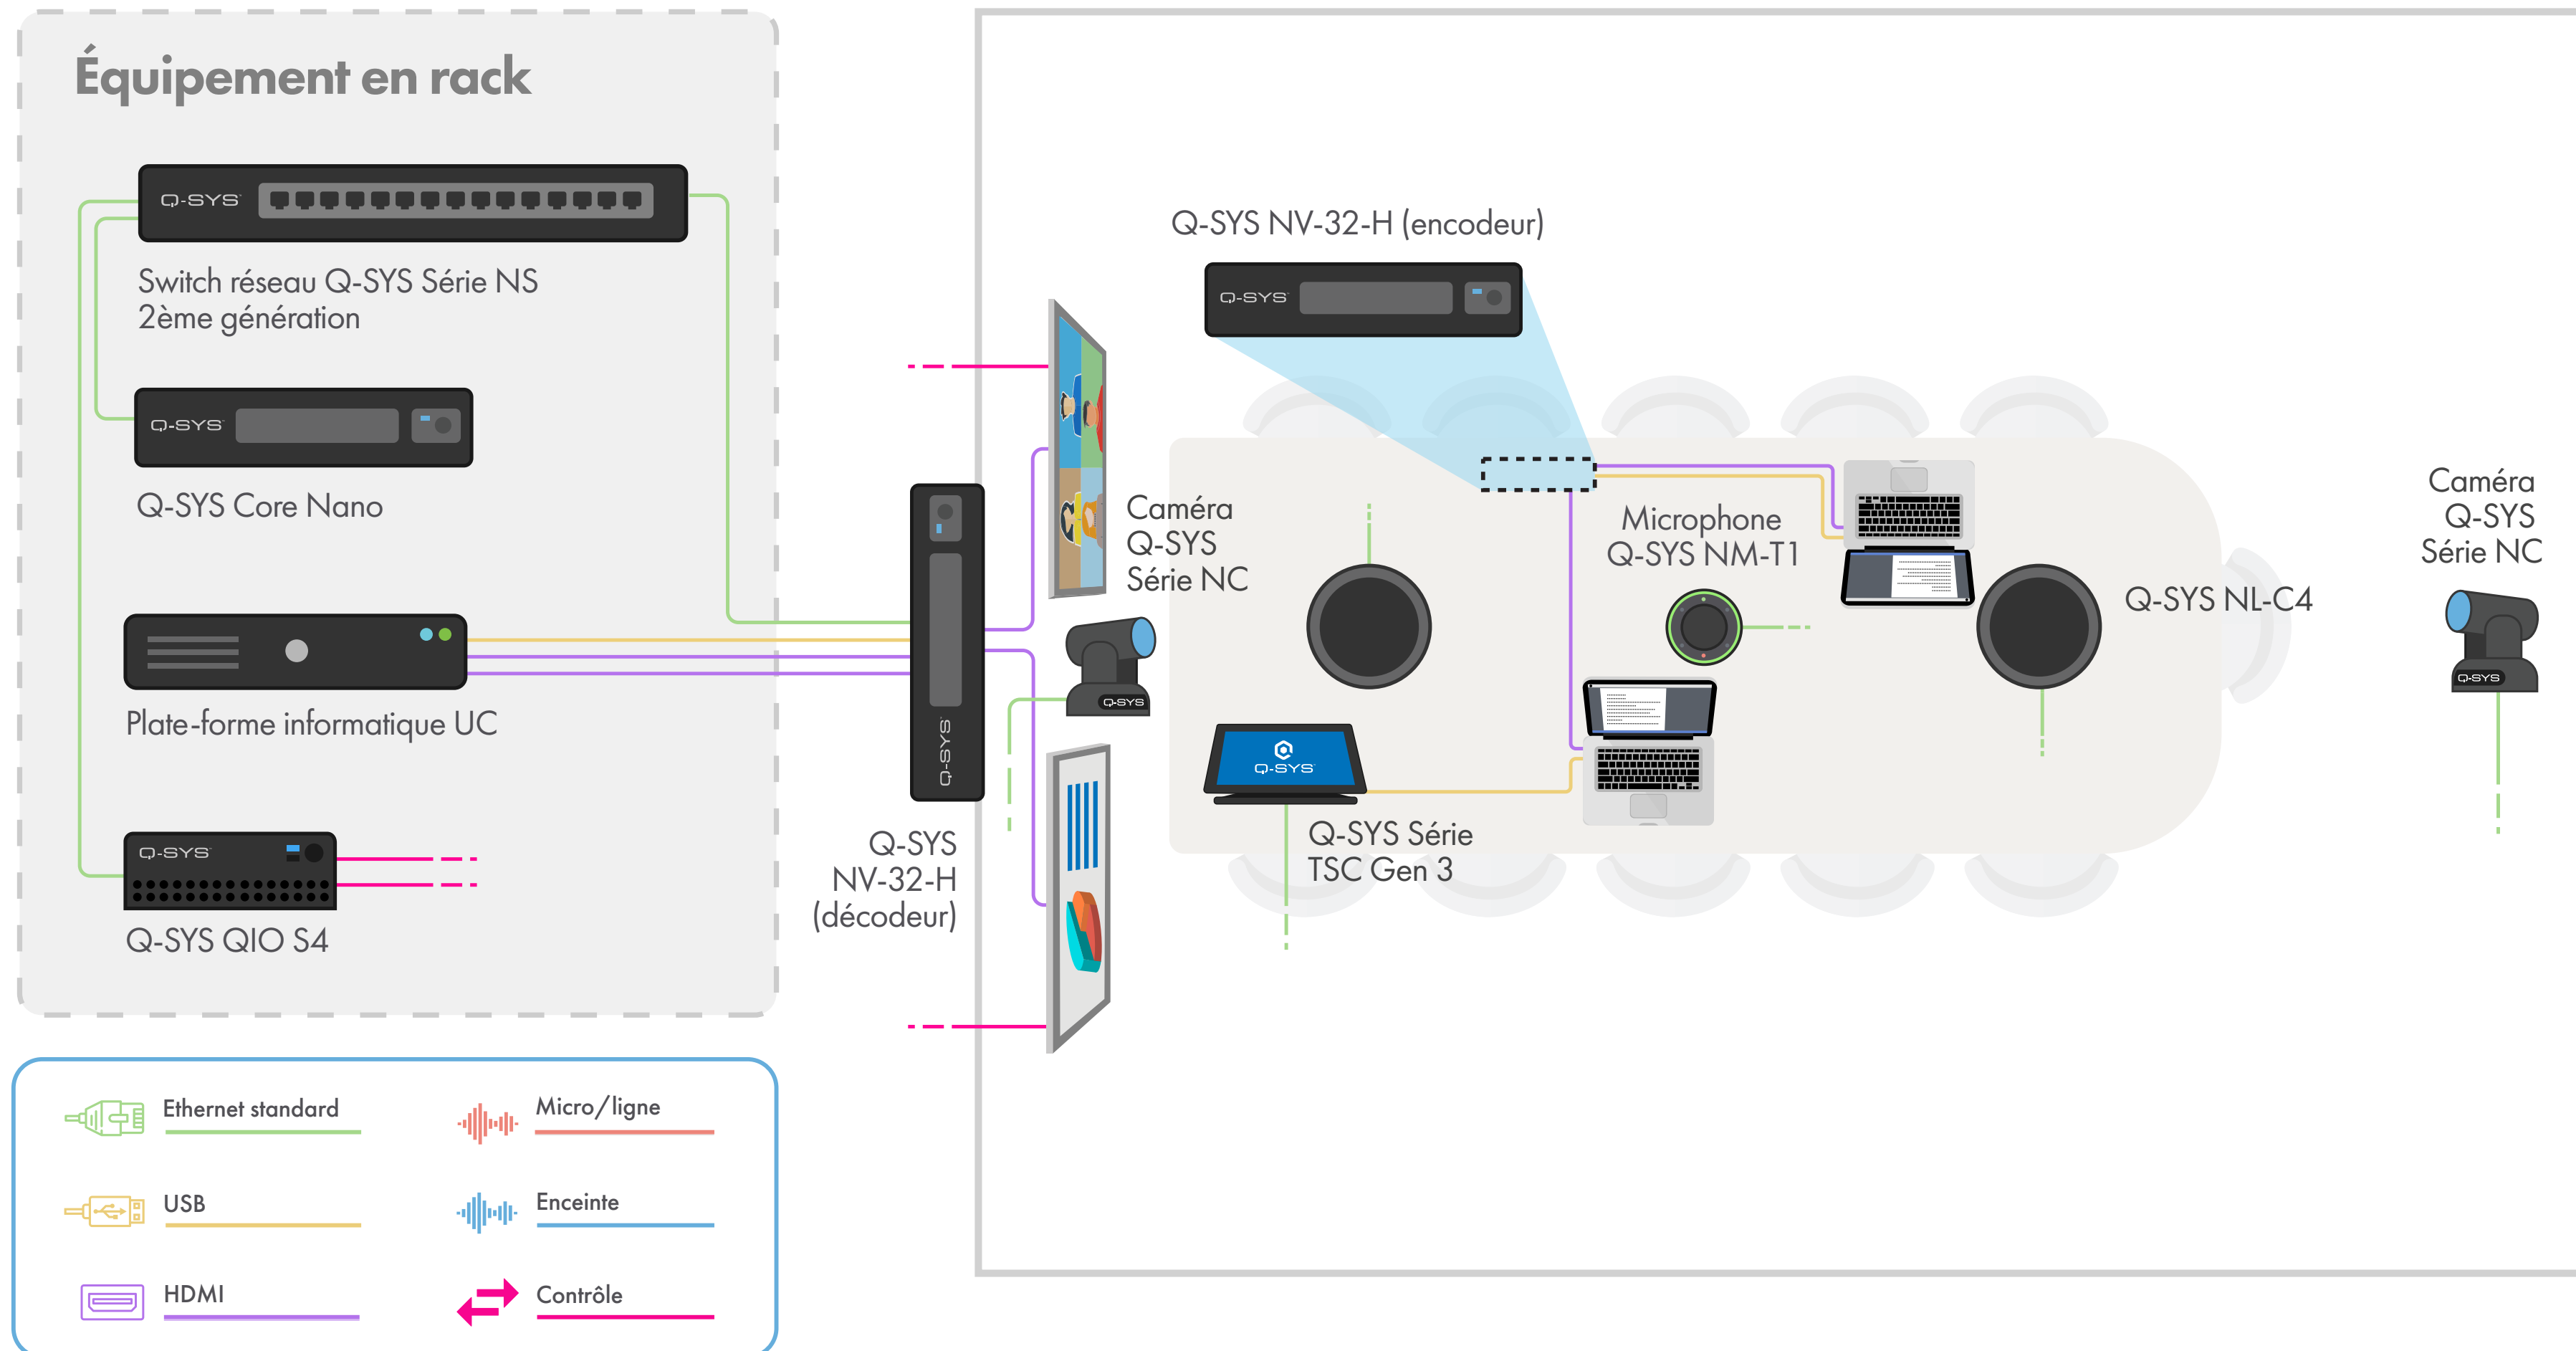 Équipement en rack
Q-SYS
Switch réseau Q-SYS Série NS
2ème génération
Q-SYS
Q-SYS Core Nano
Plate-forme informatique UC
Q-SYS
Q-SYS QIO S4
Q-SYS
Q-SYS
NV-32-H
(décodeur)
Q-SYS NV-32-H (encodeur)
Q-SYS
Caméra
Q-SYS
Série NC
Q-SYS
Microphone
Q-SYS NM-T1
Q-SYS NL-C4
Q-SYS
Q-SYS Série
TSC Gen 3
Caméra
Q-SYS
Série NC
Q-SYS
Ethernet standard
USB
HDMI
Micro/ligne
Enceinte
Contrôle